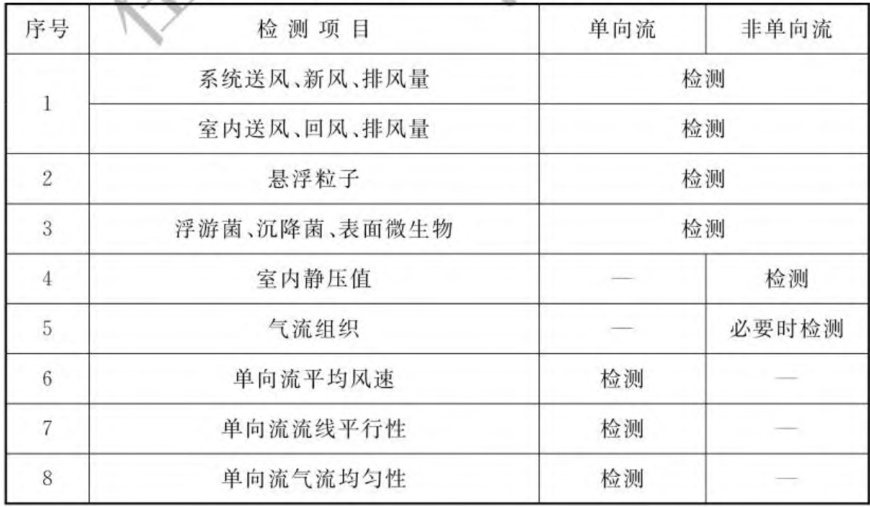 序号 检测项目 单向流 非单向流
1 系统送风、新风、排风量 检测
室内送风、回风、排风量 检测
2 悬浮粒子 检测
3 浮游菌、沉降菌、表面微生物 检测
4 室内静压值 — 检测
5 气流组织 — 必要时检测
6 单向流平均风速 检测 —
7 单向流流线平行性 检测 —
8 单向流气流均匀性 检测 —